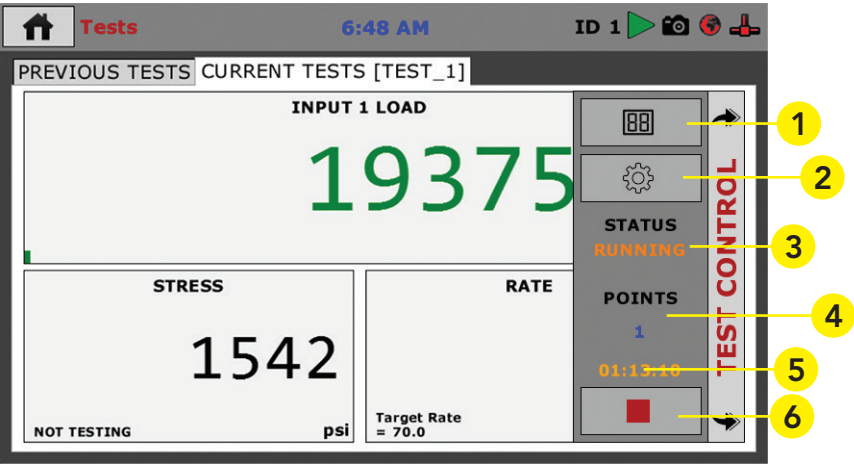 Tests 6:48 AM ID 1
PREVIOUS TESTS CURRENT TESTS [TEST_1]
INPUT 1 LOAD
19375
STRESS
1542
NOT TESTING psi
RATE
Target Rate
= 70.0
88
STATUS
RUNNING
POINTS
1
01:13:18
TEST CONTROL
1
2
3
4
5
6